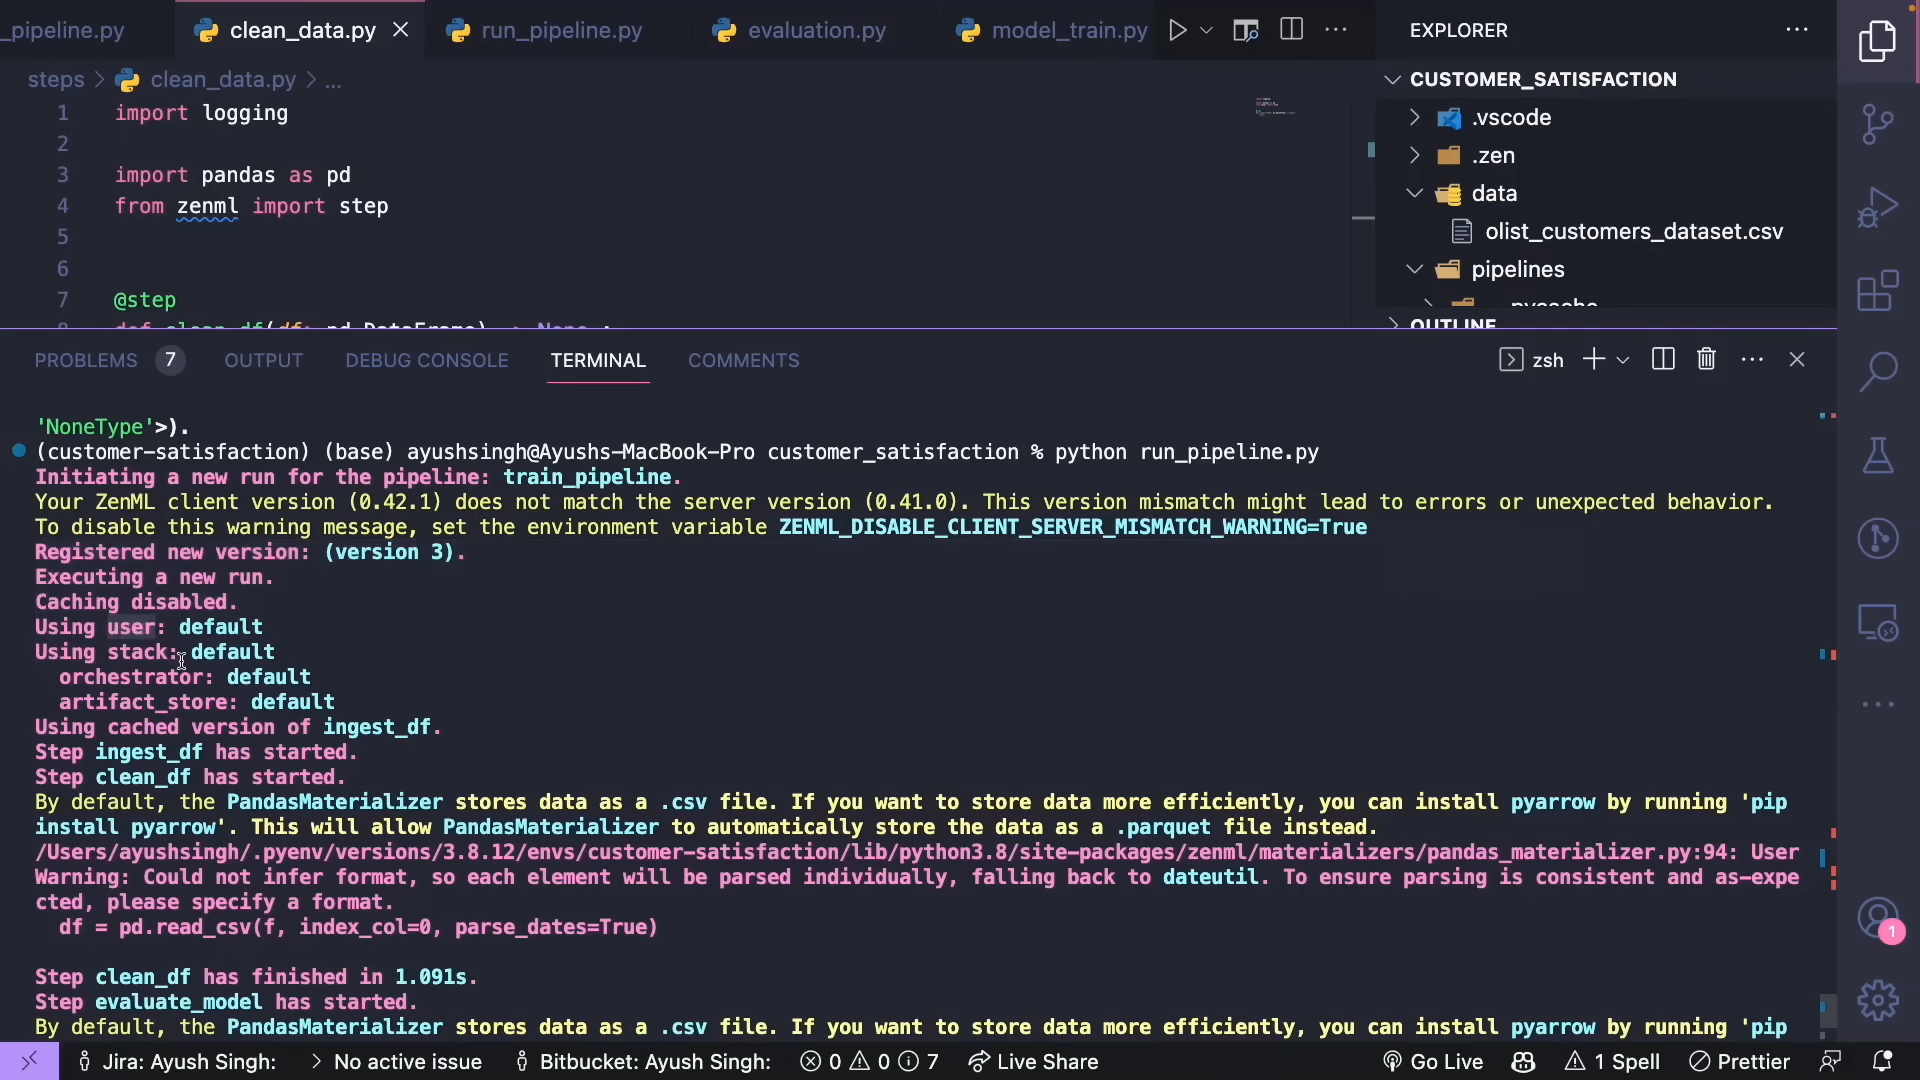 _pipeline.py
clean_data.py
run_pipeline.py
evaluation.py
model_train.py
EXPLORER
steps > clean_data.py > ...
CUSTOMER_SATISFACTION
1 import logging
2
3 import pandas as pd
4 from zenml import step
5
6
7 @step
.vscode
.zen
data
olist_customers_dataset.csv
pipelines
OUTLINE
PROBLEMS 7 OUTPUT DEBUG CONSOLE TERMINAL COMMENTS
zsh
'NoneType'>).
(customer-satisfaction) (base) ayushsingh@Ayushs-MacBook-Pro customer_satisfaction % python run_pipeline.py
Initiating a new run for the pipeline: train_pipeline.
Your ZenML client version (0.42.1) does not match the server version (0.41.0). This version mismatch might lead to errors or unexpected behavior.
To disable this warning message, set the environment variable ZENML_DISABLE_CLIENT_SERVER_MISMATCH_WARNING=True
Registered new version: (version 3).
Executing a new run.
Caching disabled.
Using user: default
Using stack: default
orchestrator: default
artifact_store: default
Using cached version of ingest_df.
Step ingest_df has started.
Step clean_df has started.
By default, the PandasMaterializer stores data as a .csv file. If you want to store data more efficiently, you can install pyarrow by running 'pip
install pyarrow'. This will allow PandasMaterializer to automatically store the data as a .parquet file instead.
/Users/ayushsingh/.pyenv/versions/3.8.12/envs/customer-satisfaction/lib/python3.8/site-packages/zenml/materializers/pandas_materializer.py:94: User
Warning: Could not infer format, so each element will be parsed individually, falling back to dateutil. To ensure parsing is consistent and as-expe
cted, please specify a format.
df = pd.read_csv(f, index_col=0, parse_dates=True)
Step clean_df has finished in 1.091s.
Step evaluate_model has started.
By default, the PandasMaterializer stores data as a .csv file. If you want to store data more efficiently, you can install pyarrow by running 'pip
1
Jira: Ayush Singh: > No active issue Bitbucket: Ayush Singh: 0 0 7 Live Share Go Live 1 Spell Prettier